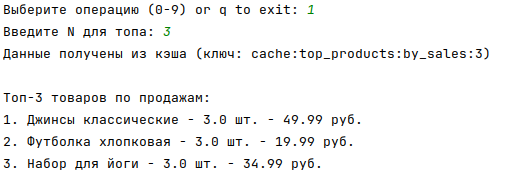 Выберите операцию (0-9) or q to exit: 1
Введите N для топа: 3
Данные получены из кэша (ключ: cache:top_products:by_sales:3)
Топ-3 товаров по продажам:
1. Джинсы классические - 3.0 шт. - 49.99 руб.
2. Футболка хлопковая - 3.0 шт. - 19.99 руб.
3. Набор для йоги - 3.0 шт. - 34.99 руб.